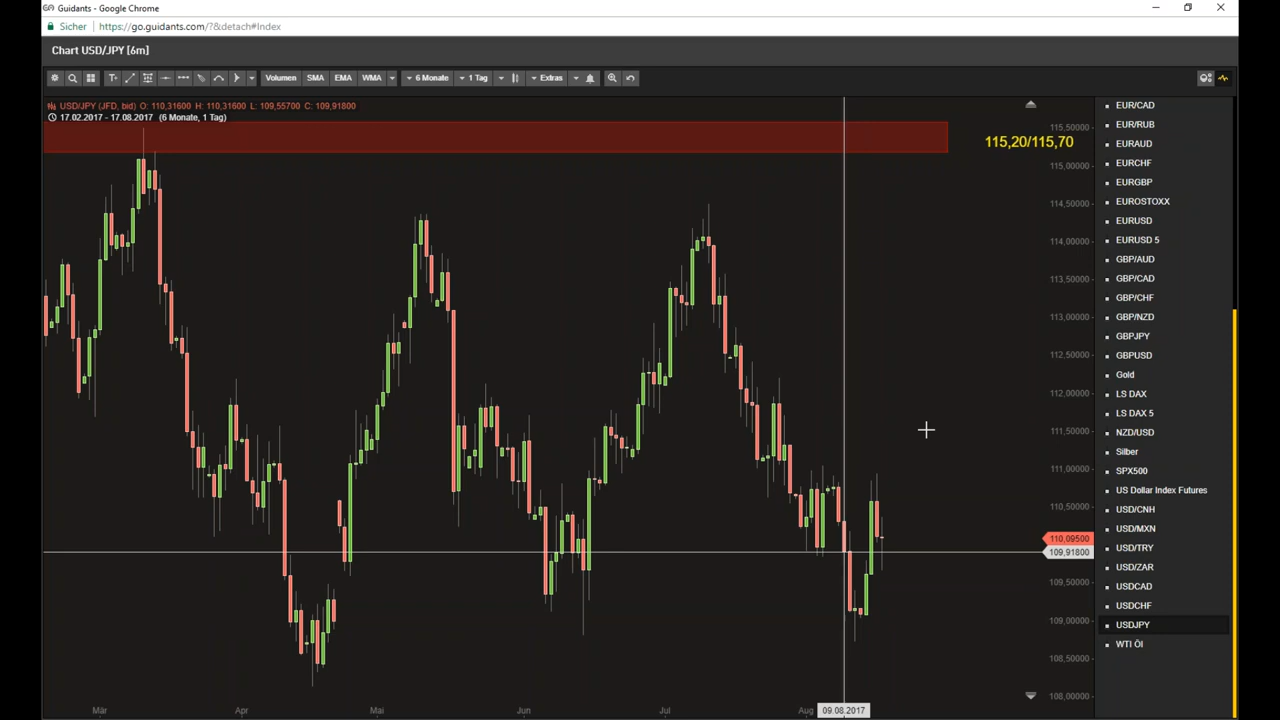 Guidants - Google Chrome
Sicher https://go.guidants.com/?&detach#Index
Chart USD/JPY [6m]
Volumen SMA EMA WMA 6 Monate 1 Tag Extras
USD/JPY (JFD, bid) O: 110,31600 H: 110,31600 L: 109,55700 C: 109,91800
17.02.2017 - 17.08.2017 (6 Monate, 1 Tag)
115,20/115,70
115,50000
115,00000
114,50000
114,00000
113,50000
113,00000
112,50000
112,00000
111,50000
111,00000
110,50000
110,09500
109,91800
109,50000
109,00000
108,50000
108,00000
Mär Apr Mai Jun Jul Aug 09.08.2017
EUR/CAD
EUR/RUB
EURAUD
EURCHF
EURGBP
EUROSTOXX
EURUSD
EURUSD 5
GBP/AUD
GBP/CAD
GBP/CHF
GBP/NZD
GBPJPY
GBPUSD
Gold
LS DAX
LS DAX 5
NZD/USD
Silber
SPX500
US Dollar Index Futures
USD/CNH
USD/MXN
USD/TRY
USD/ZAR
USDCAD
USDCHF
USDJPY
WTI Öl